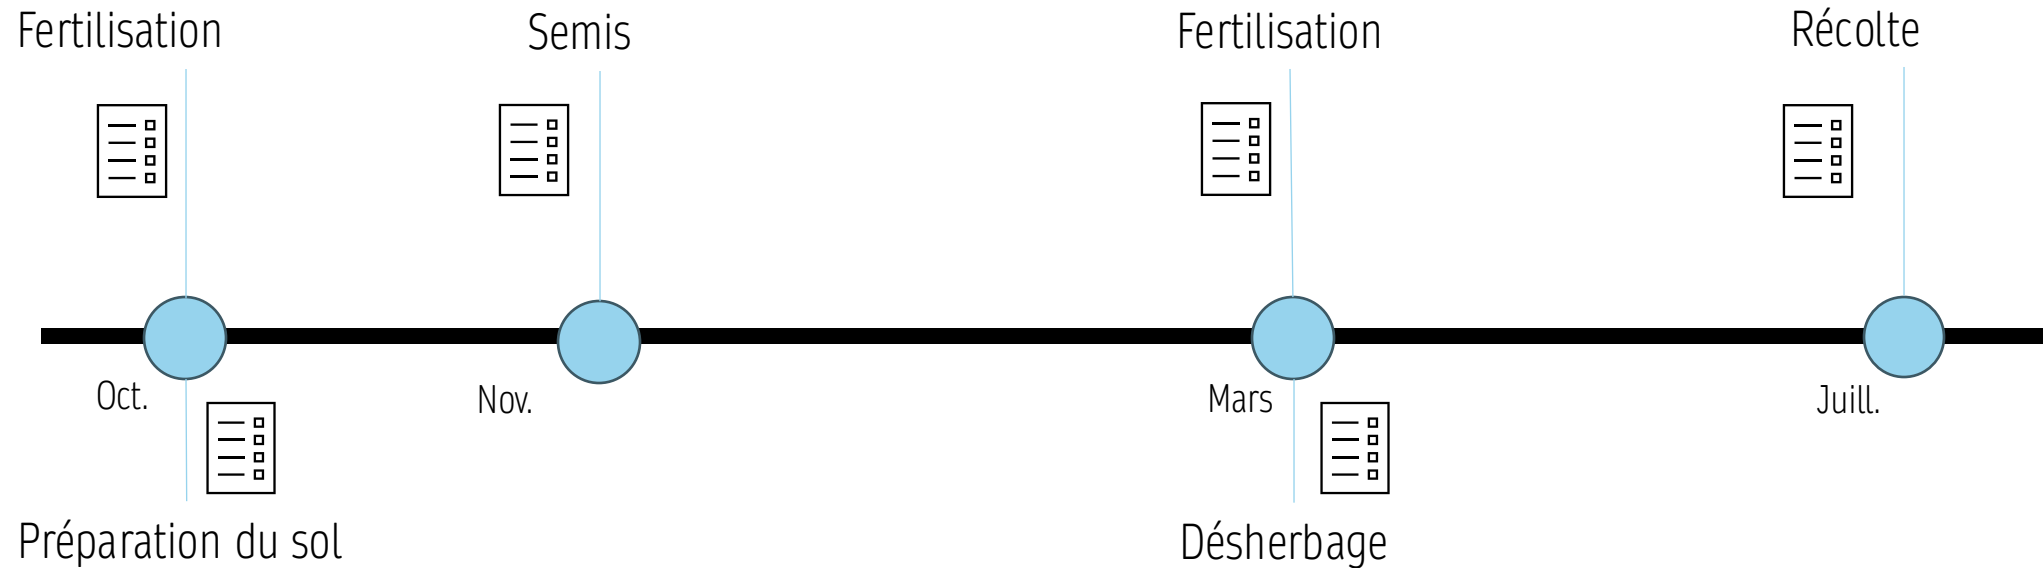 Fertilisation
Semis
Fertilisation
Récolte
Oct.
Nov.
Mars
Juill.
Préparation du sol
Désherbage